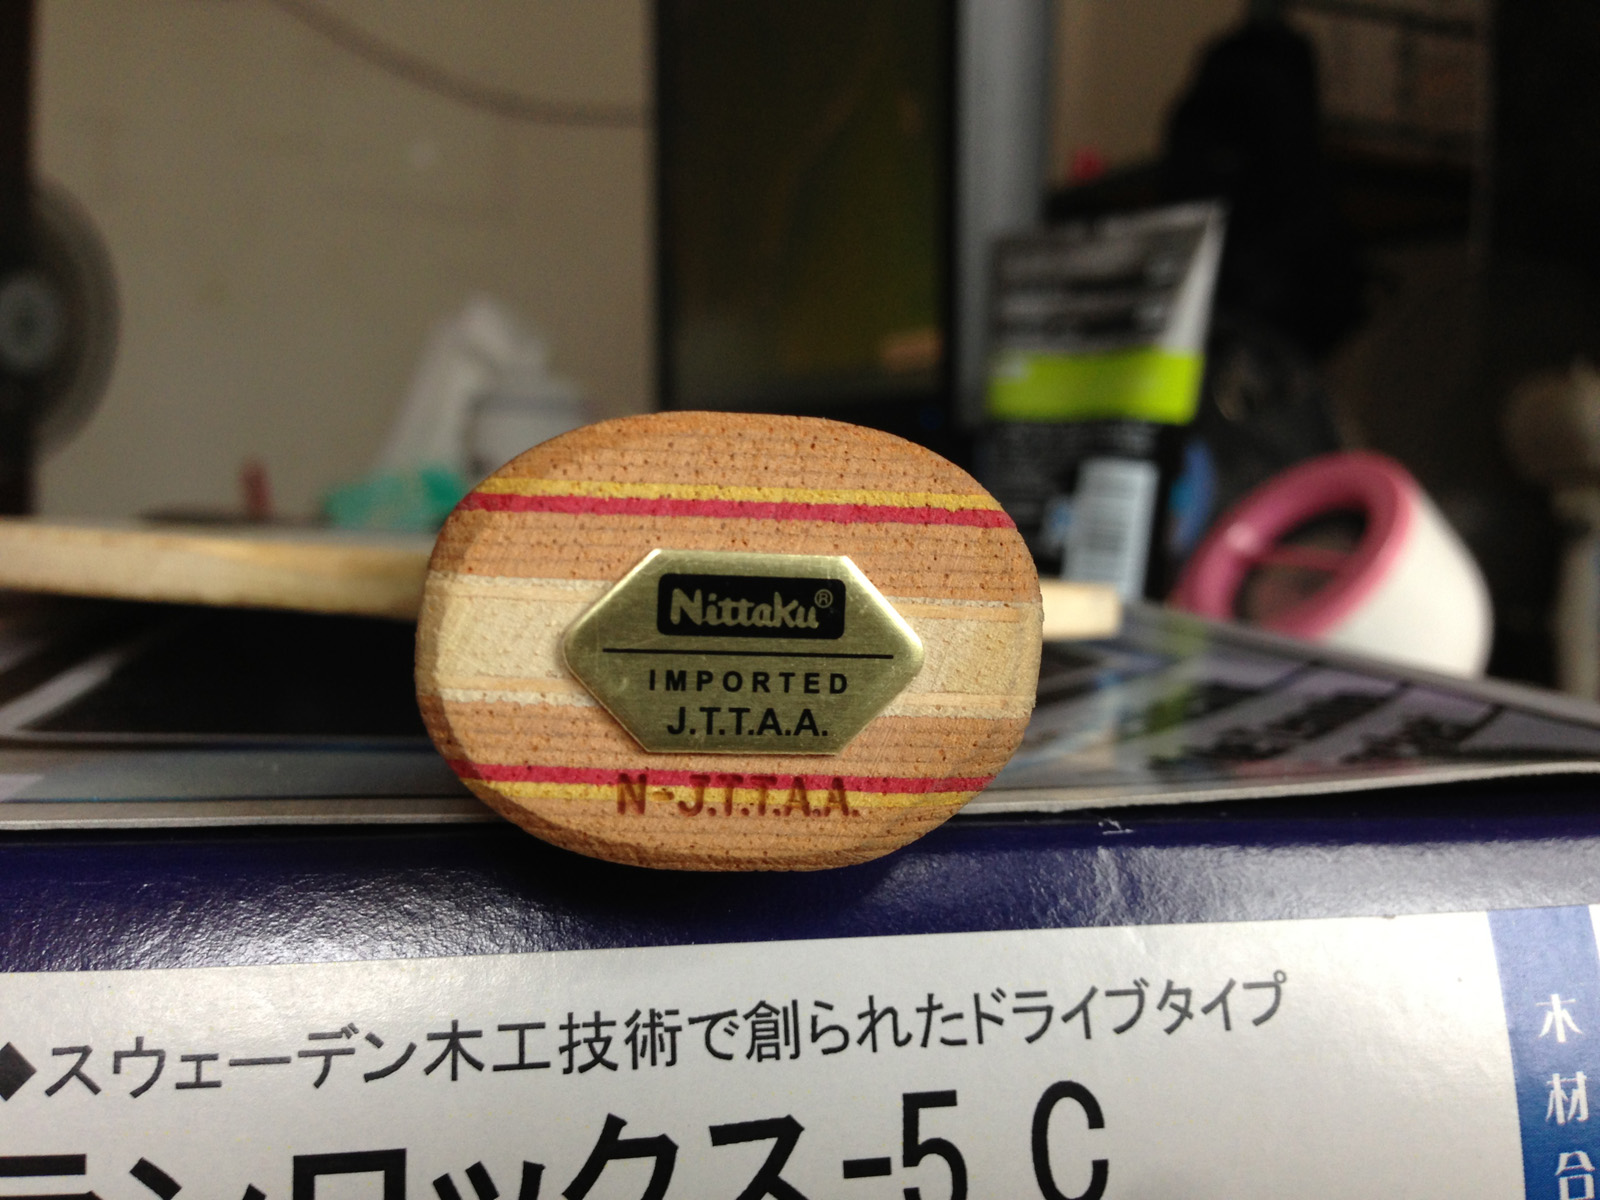 Nittaku®
IMPORTED
J.T.T.A.A.
N-J.T.T.A.A.
◆スウェーデン木工技術で創られたドライブタイプ
ンロックス-5 C
木材合